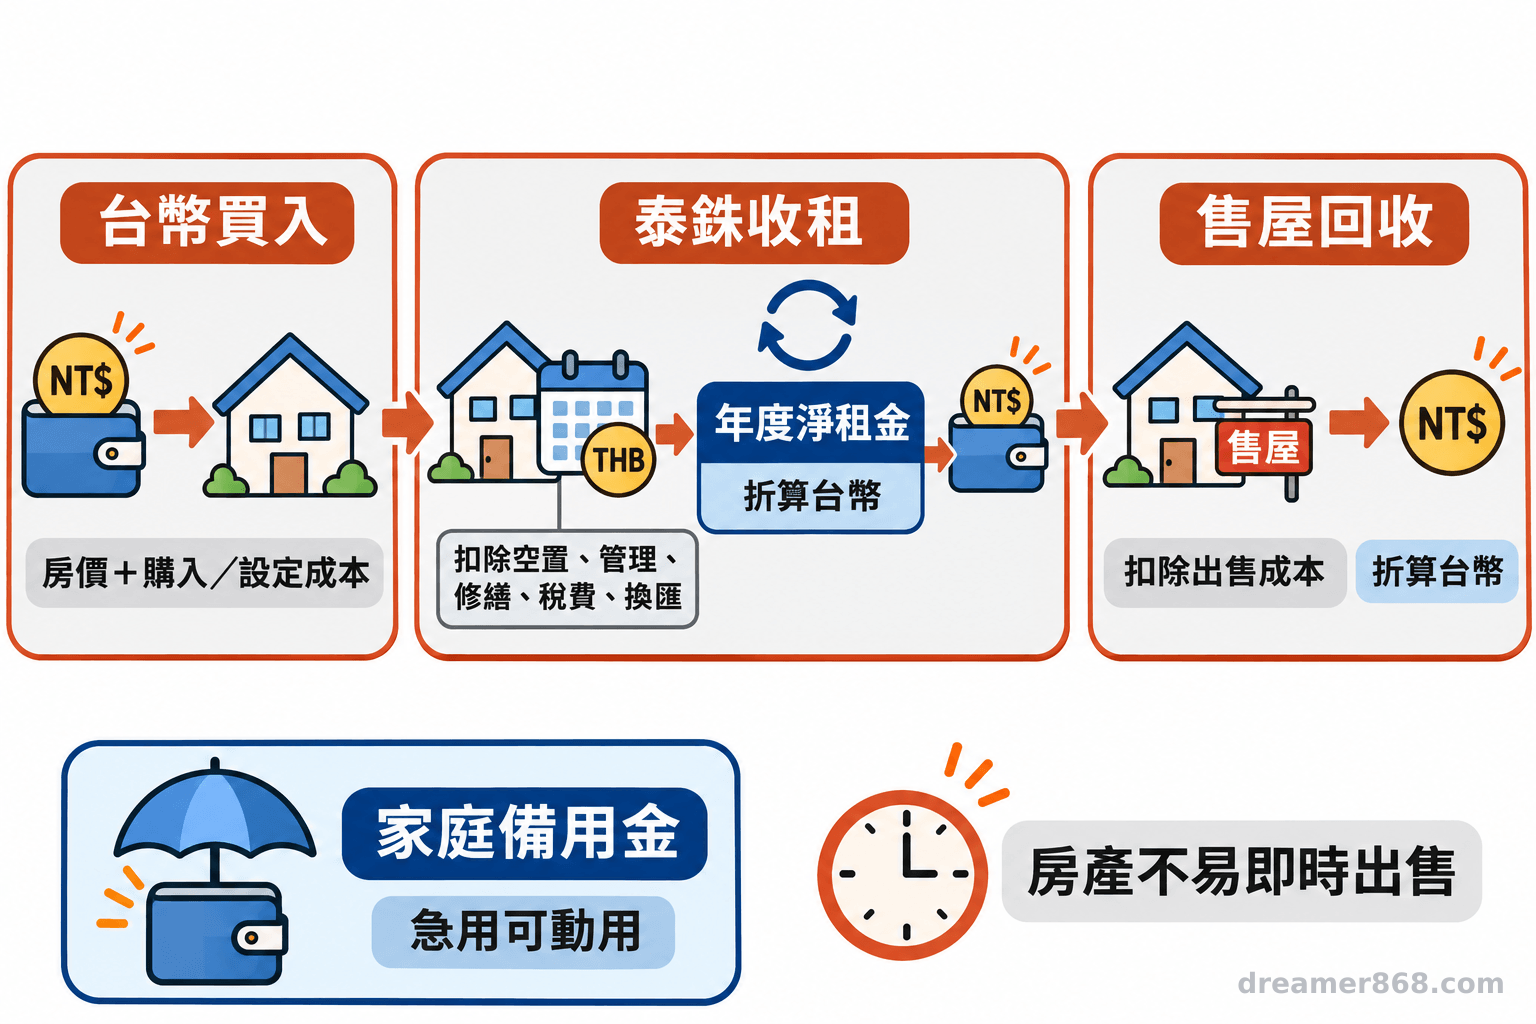 台幣買入
NT$
房價＋購入／設定成本
泰銖收租
THB
扣除空置、管理、
修繕、稅費、換匯
年度淨租金
折算台幣
NT$
售屋回收
售屋
NT$
扣除出售成本
折算台幣
家庭備用金
急用可動用
房產不易即時出售
dreamer868.com